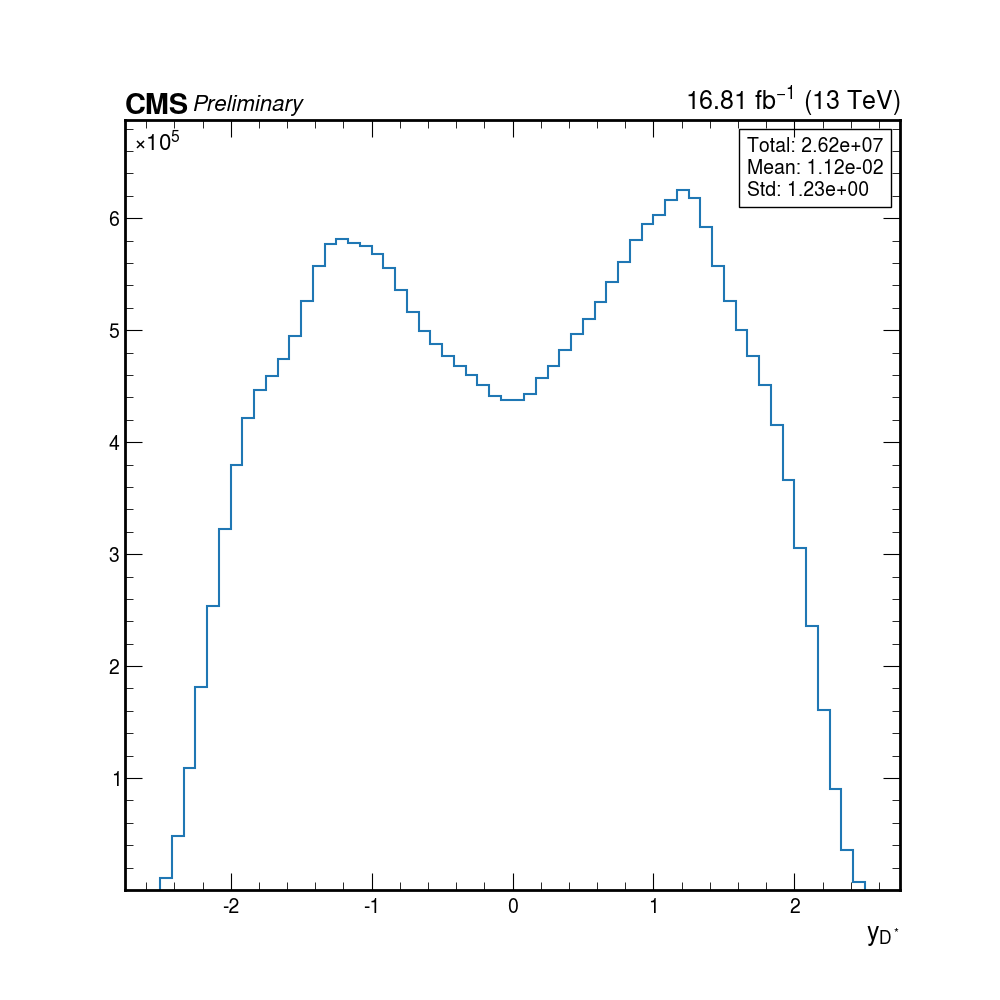 CMS Preliminary 16.81 fb⁻¹ (13 TeV)
×10⁵
Total: 2.62e+07
Mean: 1.12e-02
Std: 1.23e+00
6
5
4
3
2
1
-2 -1 0 1 2
y_D*